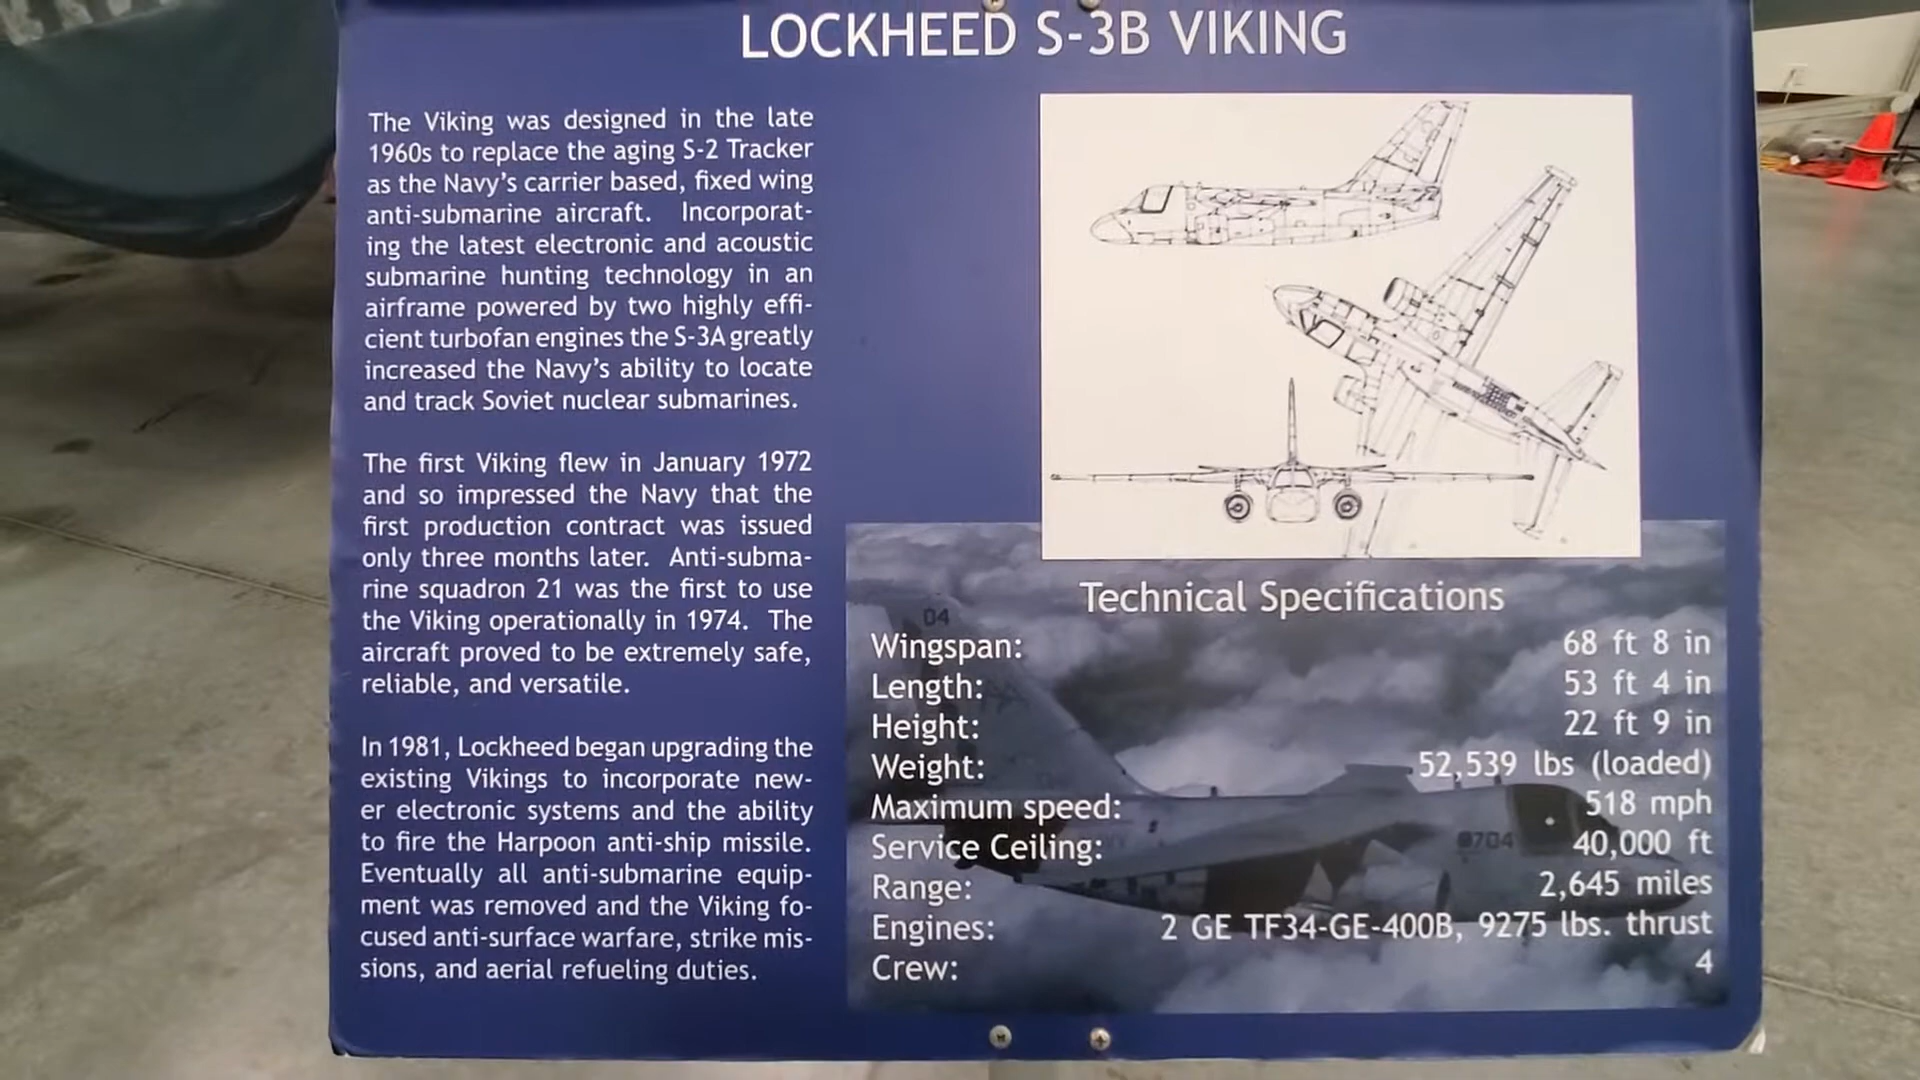 LOCKHEED S-3B VIKING
The Viking was designed in the late
1960s to replace the aging S-2 Tracker
as the Navy's carrier based, fixed wing
anti-submarine aircraft. Incorporat-
ing the latest electronic and acoustic
submarine hunting technology in an
airframe powered by two highly effi-
cient turbofan engines the S-3A greatly
increased the Navy's ability to locate
and track Soviet nuclear submarines.
The first Viking flew in January 1972
and so impressed the Navy that the
first production contract was issued
only three months later. Anti-subma-
rine squadron 21 was the first to use
the Viking operationally in 1974. The
aircraft proved to be extremely safe,
reliable, and versatile.
In 1981, Lockheed began upgrading the
existing Vikings to incorporate new-
er electronic systems and the ability
to fire the Harpoon anti-ship missile.
Eventually all anti-submarine equip-
ment was removed and the Viking fo-
cused anti-surface warfare, strike mis-
sions, and aerial refueling duties.
Technical Specifications
04
Wingspan: 68 ft 8 in
Length: 53 ft 4 in
Height: 22 ft 9 in
Weight: 52,539 lbs (loaded)
Maximum speed: 518 mph
704
Service Ceiling: 40,000 ft
Range: 2,645 miles
Engines: 2 GE TF34-GE-400B, 9275 lbs. thrust
Crew: 4